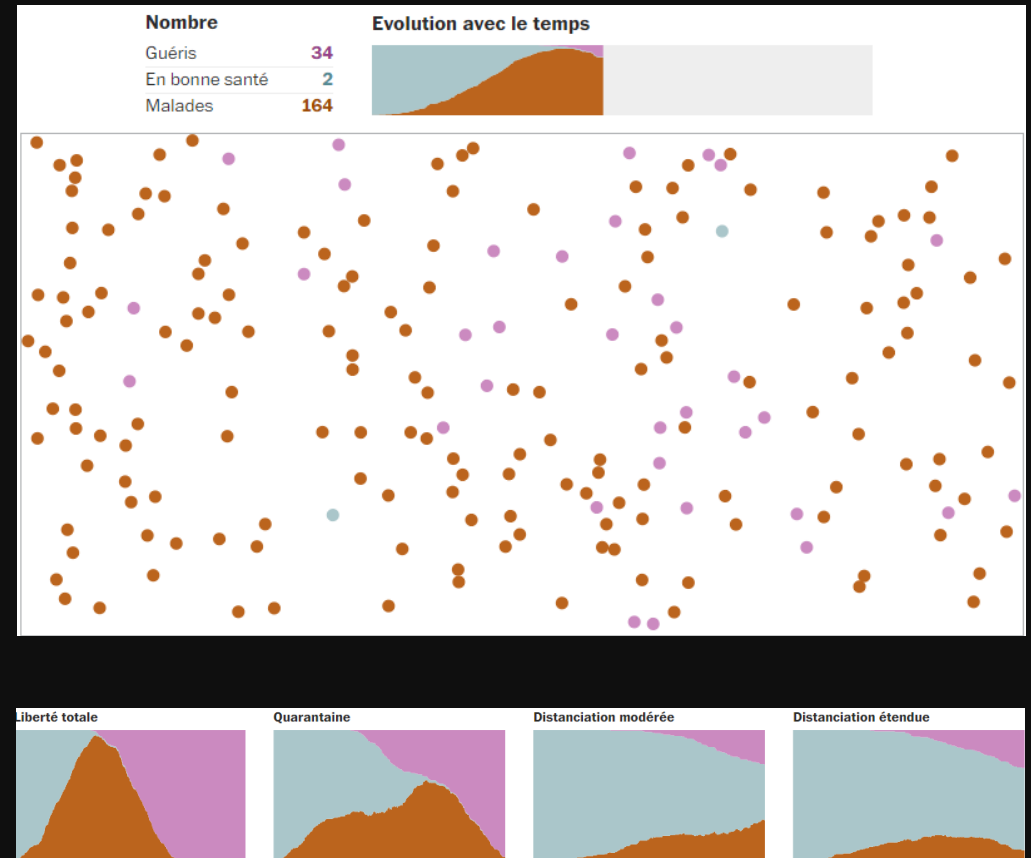 Nombre
Evolution avec le temps
Guéris 34
En bonne santé 2
Malades 164
Liberté totale
Quarantaine
Distanciation modérée
Distanciation étendue